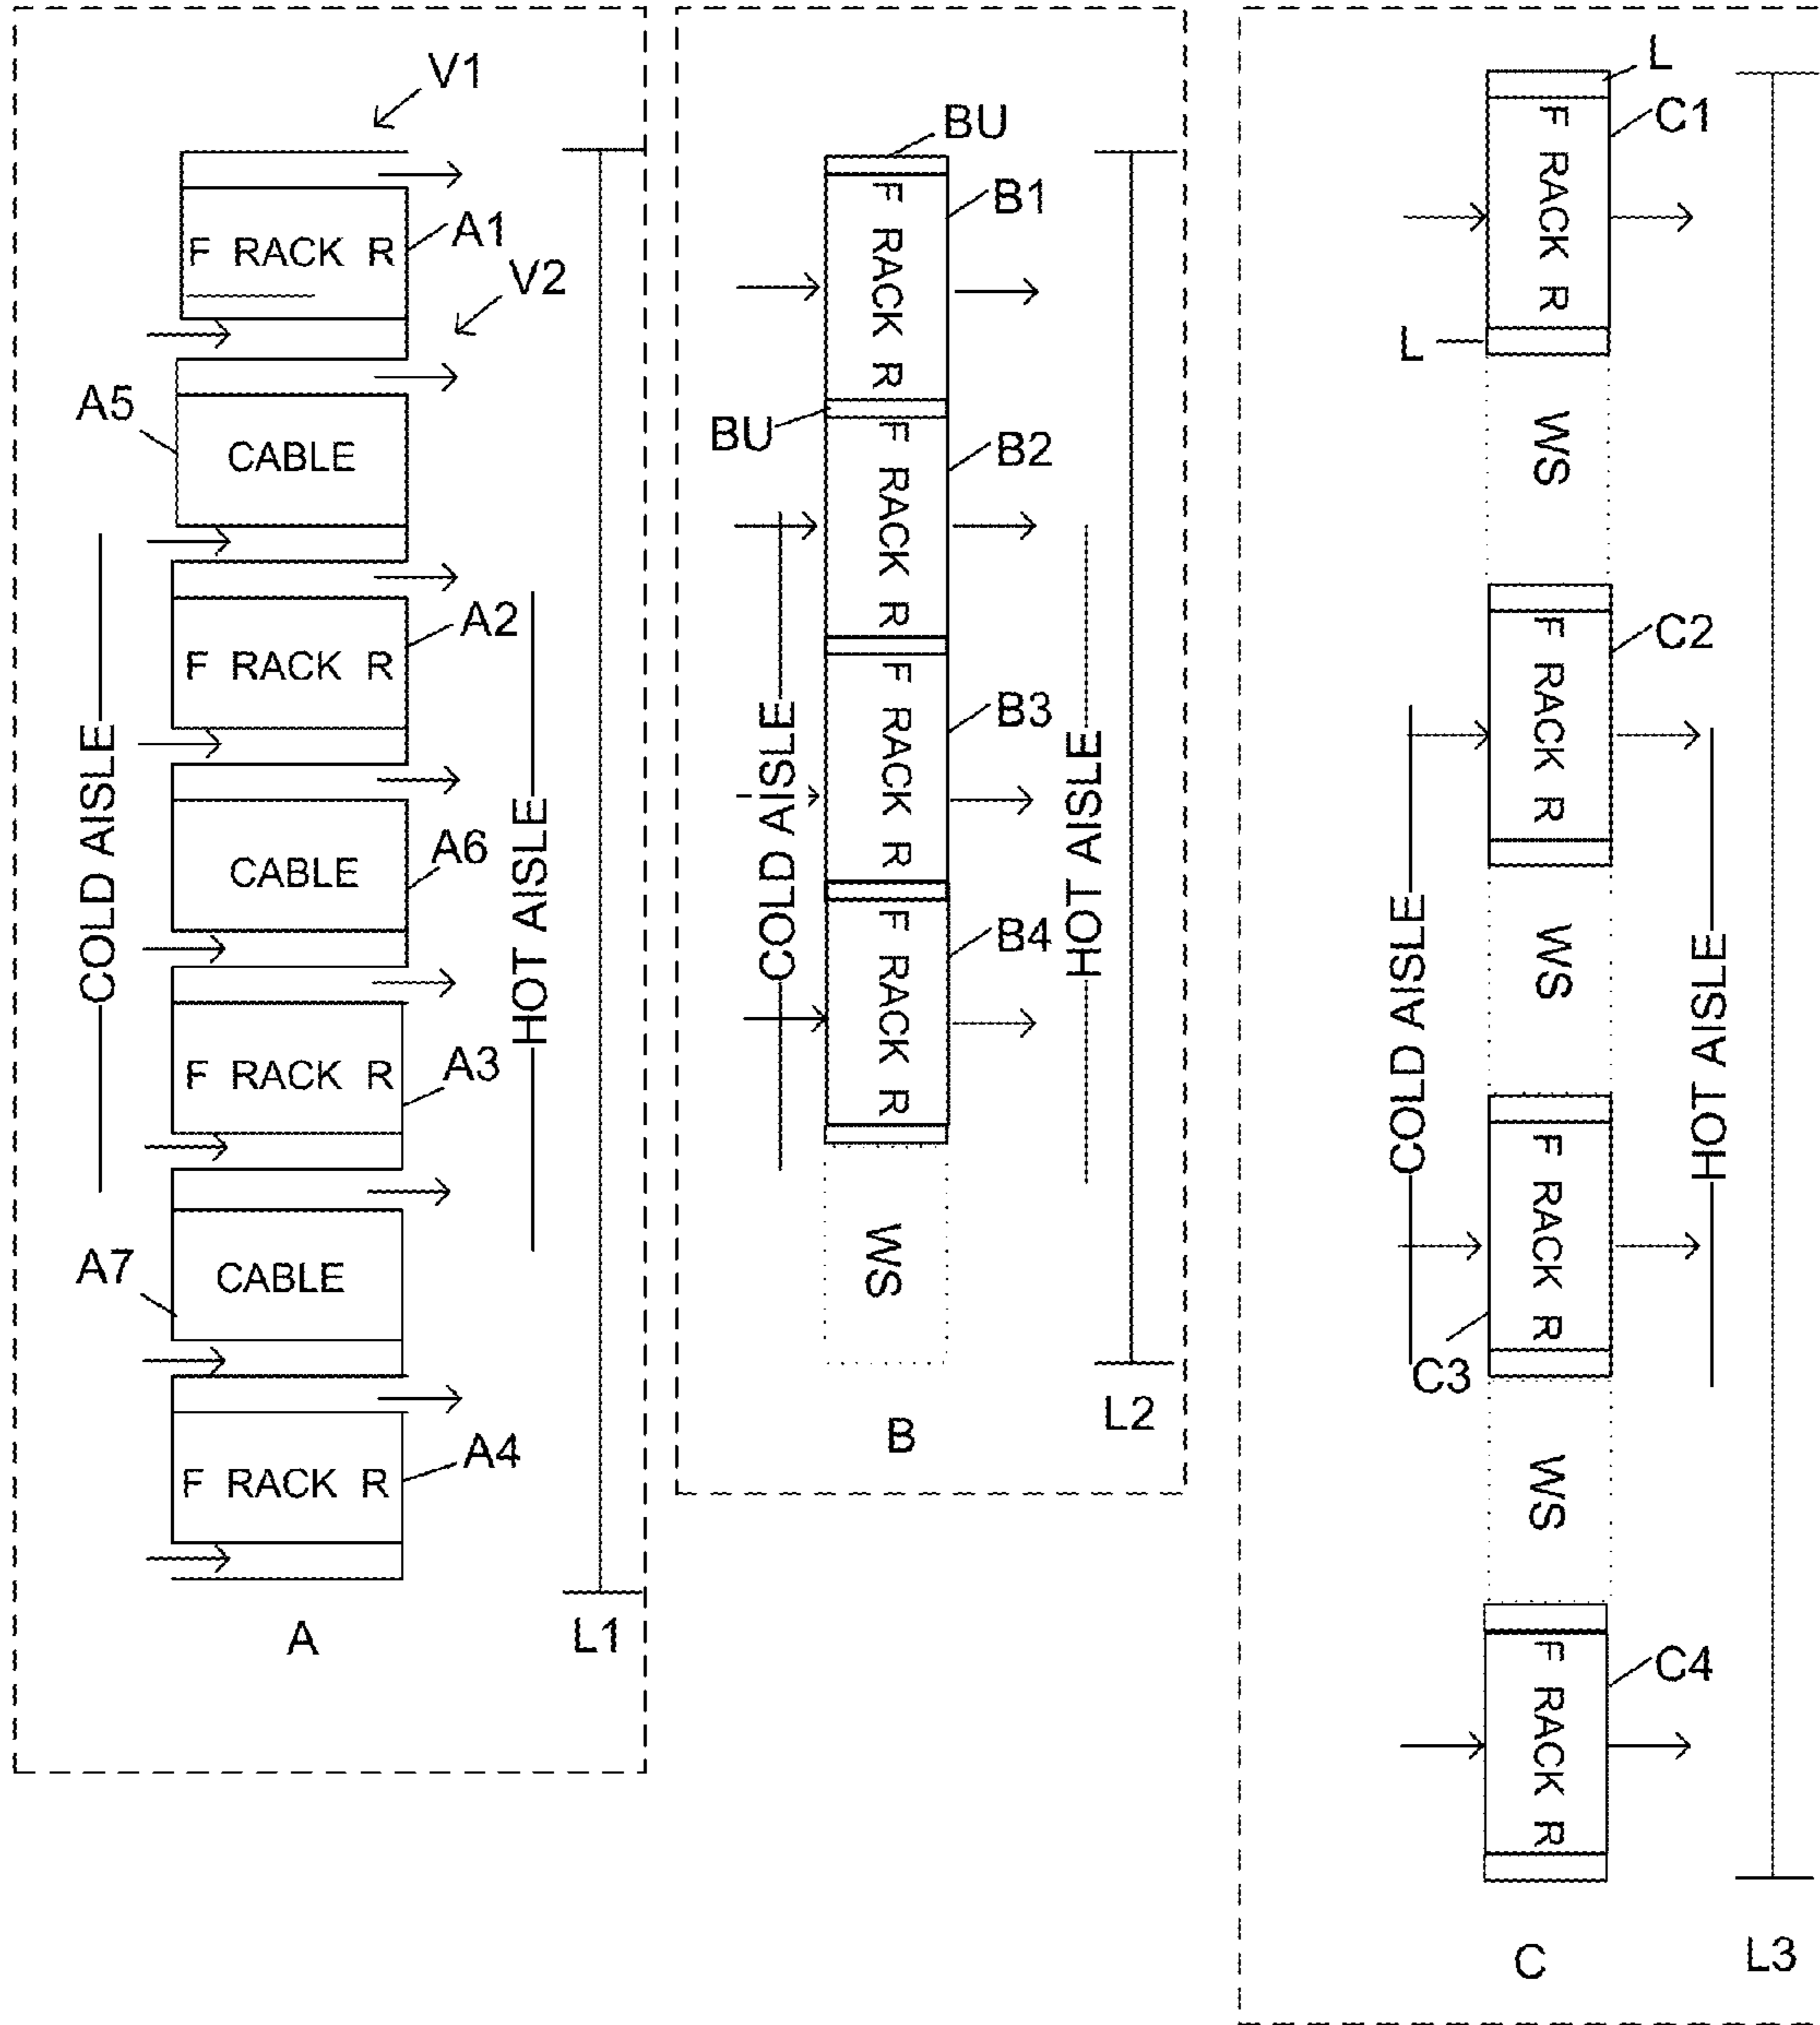 V1
F RACK R
A1
V2
A5
CABLE
F RACK R
A2
COLD AISLE
CABLE
A6
HOT AISLE
F RACK R
A3
CABLE
A7
F RACK R
A4
A
L1
BU
F RACK R
B1
BU
F RACK R
B2
COLD AISLE
F RACK R
B3
HOT AISLE
F RACK R
B4
WS
B
L2
L
F RACK R
C1
L
WS
F RACK R
C2
COLD AISLE
WS
HOT AISLE
F RACK R
C3
WS
F RACK R
C4
C
L3